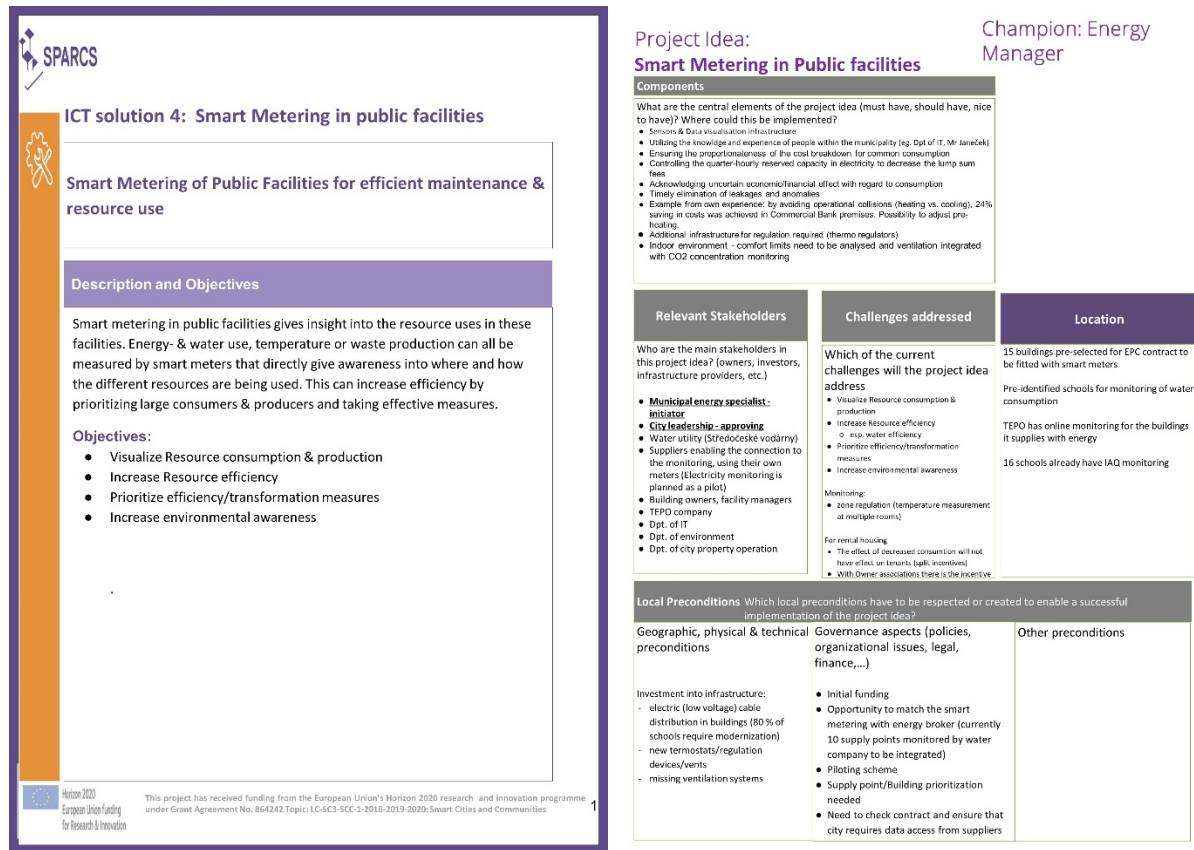 SPARCS
ICT solution 4: Smart Metering in public facilities
Smart Metering of Public Facilities for efficient maintenance &
resource use
Description and Objectives
Smart metering in public facilities gives insight into the resource uses in these
facilities. Energy- & water use, temperature or waste production can all be
measured by smart meters that directly give awareness into where and how
the different resources are being used. This can increase efficiency by
prioritizing large consumers & producers and taking effective measures.
Objectives:
● Visualize Resource consumption & production
● Increase Resource efficiency
● Prioritize efficiency/transformation measures
● Increase environmental awareness
.
Horizon 2020
European Union funding
for Research & Innovation
This project has received funding from the European Union's Horizon 2020 research and innovation programme
under Grant Agreement No. 864242 Topic: LC-SC3-SCC-1-2018-2019-2020: Smart Cities and Communities
1
Project Idea:
Smart Metering in Public facilities
Champion: Energy
Manager
Components
What are the central elements of the project idea (must have, should have, nice
to have)? Where could this be implemented?
● Sensors & Data visualisation infrastructure
● Utilizing the knowldge and experience of people within the municipality (eg. Dpt of IT, Mr Janeček)
● Ensuring the proportionaleness of the cost breakdown for common consumption
● Controlling the quarter-hourly reserved capacity in electricity to decrease the lump sum
fees
● Acknowledging uncertain economic/financial effect with regard to consumption
● Timely elimination of leakages and anomalies
● Example from own experience: by avoiding operational collisions (heating vs. cooling), 24%
saving in costs was achieved in Commercial Bank premises. Possibility to adjust pre-
heating.
● Additional infrastructure for regulation required (thermo regulators)
● Indoor environment - comfort limits need to be analysed and ventilation integrated
with CO2 concentration monitoring
Relevant Stakeholders
Who are the main stakeholders in
this project idea? (owners, investors,
infrastructure providers, etc.)
● Municipal energy specialist -
initiator
● City leadership - approving
● Water utility (Středočeské vodárny)
● Suppliers enabling the connection to
the monitoring, using their own
meters (Electricity monitoring is
planned as a pilot)
● Building owners, facility managers
● TEPO company
● Dpt. of IT
● Dpt. of environment
● Dpt. of city property operation
Challenges addressed
Which of the current
challenges will the project idea
address
● Visualize Resource consumption &
production
● Increase Resource efficiency
○ esp. water efficiency
● Prioritize efficiency/transformation
measures
● Increase environmental awareness
Monitoring:
● zone regulation (temperature measurement
at multiple rooms)
For rental housing
● The effect of decreased consumtion will not
have effect on tenants (split incentives)
● With Owner associations there is the incentive
Location
15 buildings pre-selected for EPC contract to
be fitted with smart meters
Pre-identified schools for monitoring of water
consumption
TEPO has online monitoring for the buildings
it supplies with energy
16 schools already have IAQ monitoring
Local Preconditions Which local preconditions have to be respected or created to enable a successful
implementation of the project idea?
Geographic, physical & technical
preconditions
Investment into infrastructure:
- electric (low voltage) cable
distribution in buildings (80 % of
schools require modernization)
- new termostats/regulation
devices/vents
- missing ventilation systems
Governance aspects (policies,
organizational issues, legal,
finance,...)
● Initial funding
● Opportunity to match the smart
metering with energy broker (currently
10 supply points monitored by water
company to be integrated)
● Piloting scheme
● Supply point/Building prioritization
needed
● Need to check contract and ensure that
city requires data access from suppliers
Other preconditions